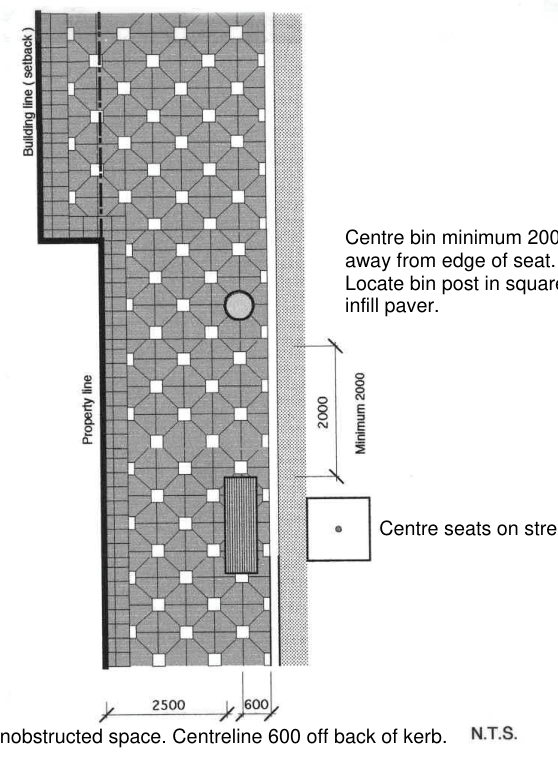 Building line ( setback )
Centre bin minimum 200
away from edge of seat.
Locate bin post in square
infill paver.
Property line
2000
Minimum 2000
Centre seats on stre
2500
600
nobstructed space. Centreline 600 off back of kerb.
N.T.S.